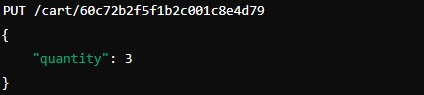 PUT /cart/60c72b2f5f1b2c001c8e4d79
{
    "quantity": 3
}